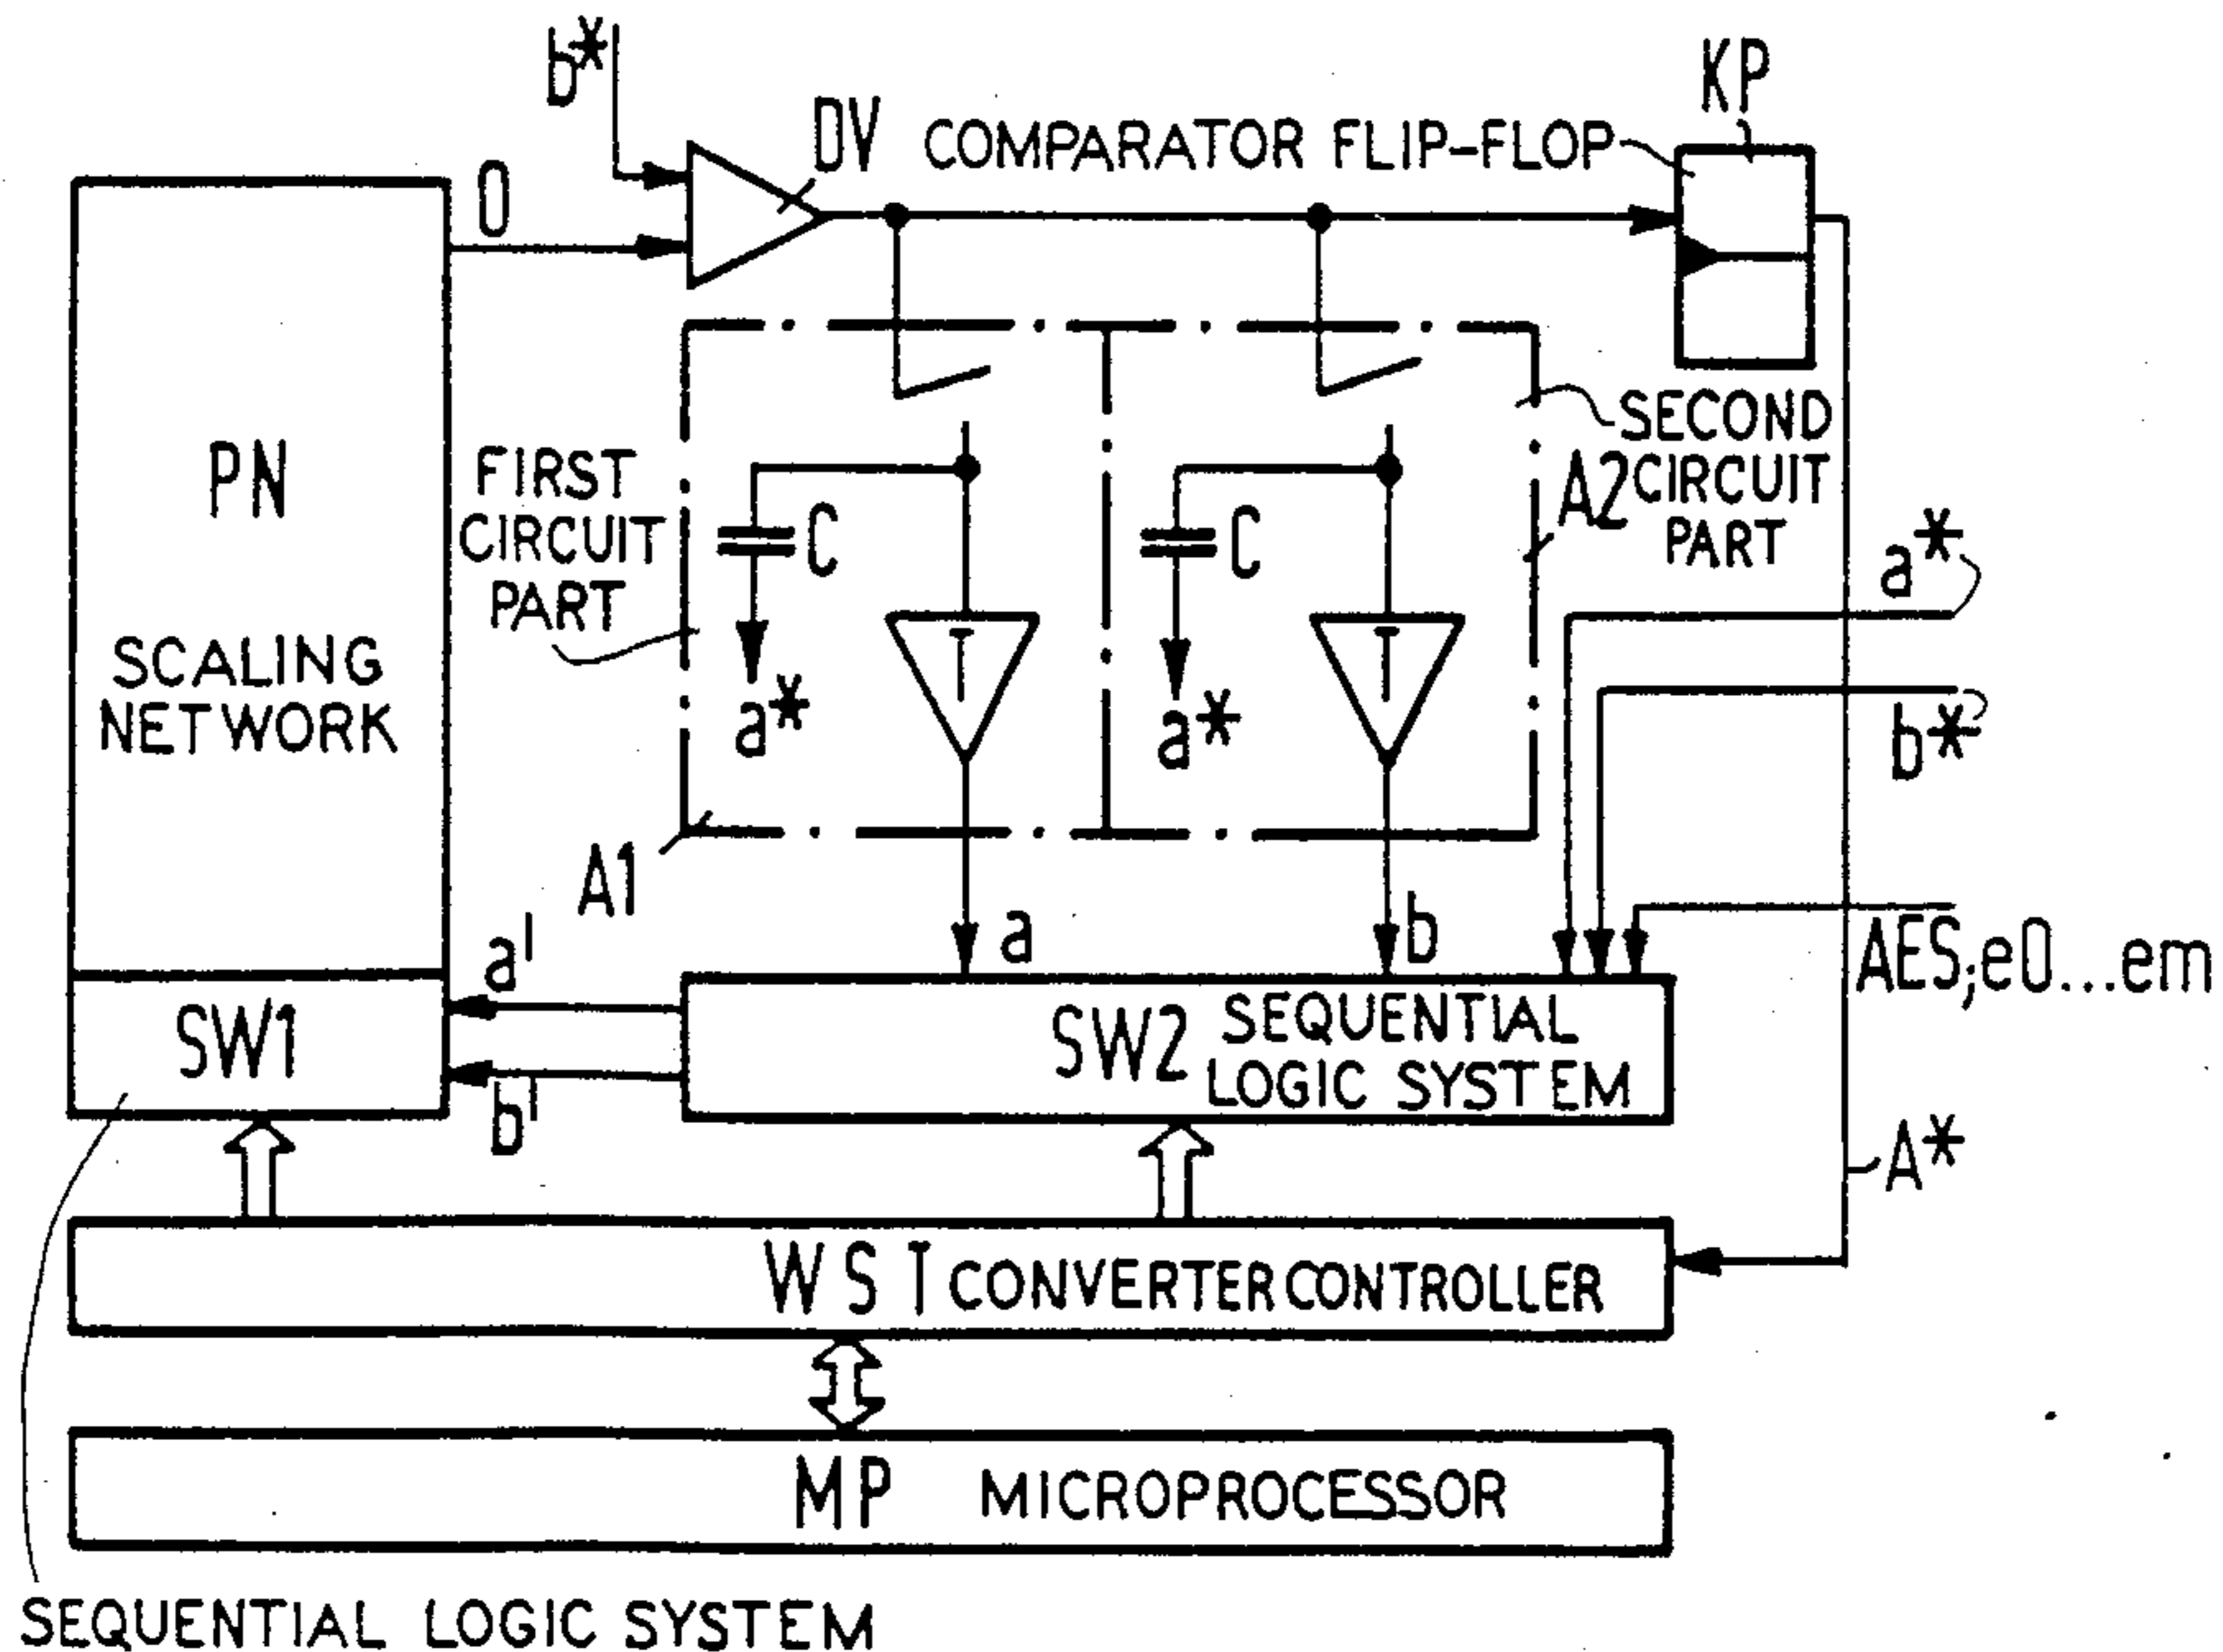 b*
KP
DV
COMPARATOR FLIP-FLOP
O
PN
SCALING
NETWORK
FIRST
CIRCUIT
PART
C
a*
C
a*
A2
SECOND
CIRCUIT
PART
a*
b*
A1
a
b
AES;e0...em
a'
b'
SW1
SW2
SEQUENTIAL
LOGIC SYSTEM
A*
WST CONVERTER CONTROLLER
MP MICROPROCESSOR
SEQUENTIAL LOGIC SYSTEM